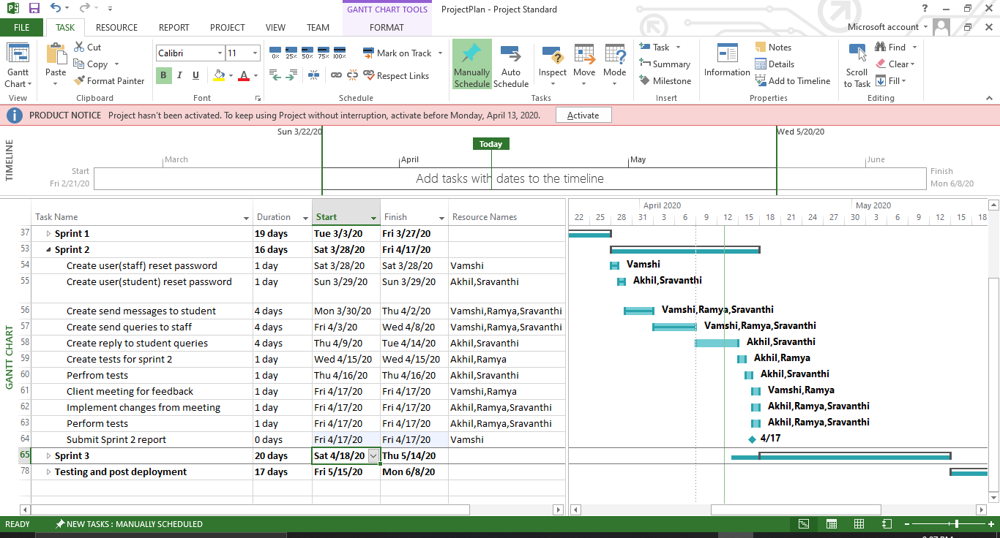 GANTT CHART TOOLS
ProjectPlan - Project Standard
FILE TASK RESOURCE REPORT PROJECT VIEW TEAM FORMAT Microsoft account
Gantt Chart
View
Paste
Cut
Copy
Format Painter
Clipboard
Calibri 11
B I U A
Font
0% 25% 50% 75% 100%
Mark on Track
Respect Links
Schedule
Manually Schedule
Auto Schedule
Inspect
Move
Mode
Tasks
Task
Summary
Milestone
Insert
Information
Notes
Details
Add to Timeline
Properties
Scroll to Task
Find
Clear
Fill
Editing
PRODUCT NOTICE Project hasn't been activated. To keep using Project without interruption, activate before Monday, April 13, 2020. Activate
TIMELINE
Sun 3/22/20 Wed 5/20/20
Today
March April May June
Start
Fri 2/21/20
Add tasks with dates to the timeline
Finish
Mon 6/8/20
GANTT CHART
Task Name Duration Start Finish Resource Names
April 2020 May 2020
22 25 28 31 3 6 9 12 15 18 21 24 27 30 3 6 9 12 15 18
37 Sprint 1 19 days Tue 3/3/20 Fri 3/27/20
53 Sprint 2 16 days Sat 3/28/20 Fri 4/17/20
54 Create user(staff) reset password 1 day Sat 3/28/20 Sat 3/28/20 Vamshi Vamshi
55 Create user(student) reset password 1 day Sun 3/29/20 Sun 3/29/20 Akhil,Sravanthi Akhil,Sravanthi
56 Create send messages to student 4 days Mon 3/30/20 Thu 4/2/20 Vamshi,Ramya,Sravanthi Vamshi,Ramya,Sravanthi
57 Create send queries to staff 4 days Fri 4/3/20 Wed 4/8/20 Vamshi,Ramya,Sravanthi Vamshi,Ramya,Sravanthi
58 Create reply to student queries 4 days Thu 4/9/20 Tue 4/14/20 Akhil,Sravanthi Akhil,Sravanthi
59 Create tests for sprint 2 1 day Wed 4/15/20 Wed 4/15/20 Akhil,Ramya Akhil,Ramya
60 Perfrom tests 1 day Thu 4/16/20 Thu 4/16/20 Akhil,Sravanthi Akhil,Sravanthi
61 Client meeting for feedback 1 day Fri 4/17/20 Fri 4/17/20 Vamshi,Ramya Vamshi,Ramya
62 Implement changes from meeting 1 day Fri 4/17/20 Fri 4/17/20 Akhil,Ramya,Sravanthi Akhil,Ramya,Sravanthi
63 Perform tests 1 day Fri 4/17/20 Fri 4/17/20 Akhil,Ramya,Sravanthi Akhil,Ramya,Sravanthi
64 Submit Sprint 2 report 0 days Fri 4/17/20 Fri 4/17/20 Vamshi 4/17
65 Sprint 3 20 days Sat 4/18/20 Thu 5/14/20
78 Testing and post deployment 17 days Fri 5/15/20 Mon 6/8/20
READY NEW TASKS : MANUALLY SCHEDULED